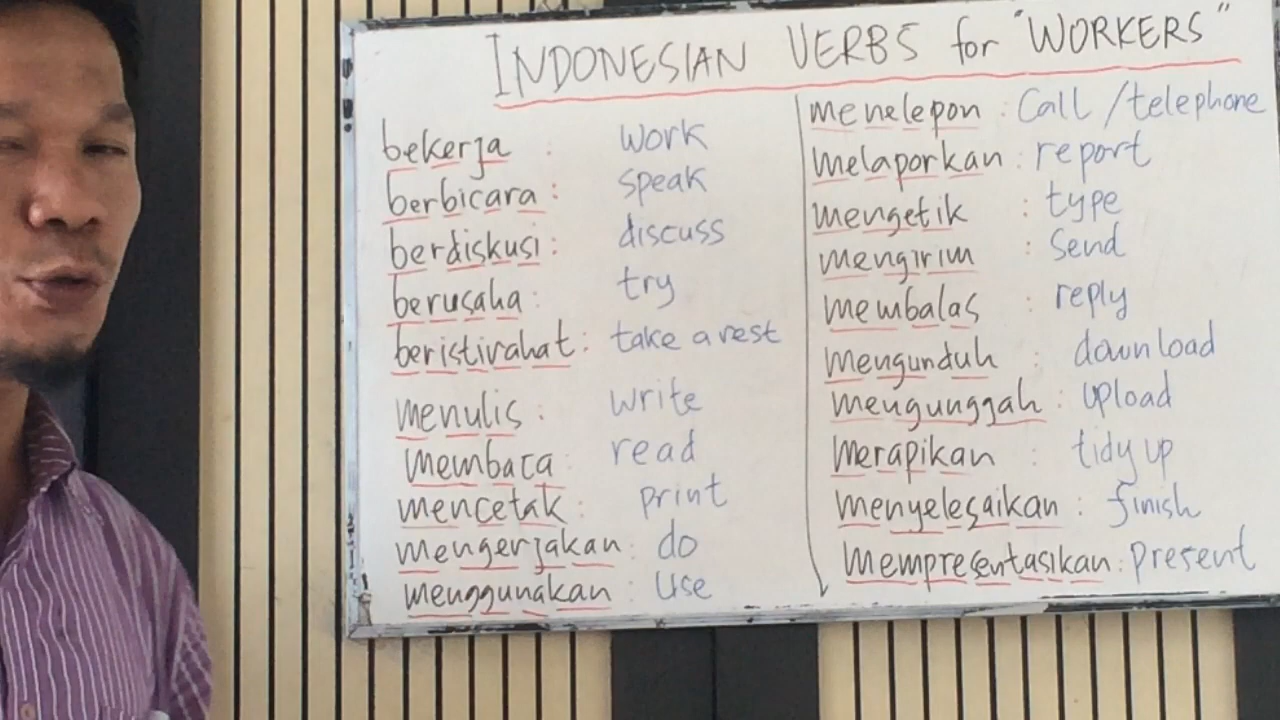 INDONESIAN VERBS for "WORKERS"
bekerja : work
berbicara : speak
berdiskusi : discuss
berusaha : try
beristirahat : take a rest
menulis : write
membaca : read
mencetak : print
mengerjakan : do
menggunakan : use
menelepon : Call / telephone
melaporkan : report
mengetik : type
mengirim : send
membalas : reply
mengunduh : download
mengunggah : upload
merapikan : tidy up
menyelesaikan : finish
mempresentasikan : present